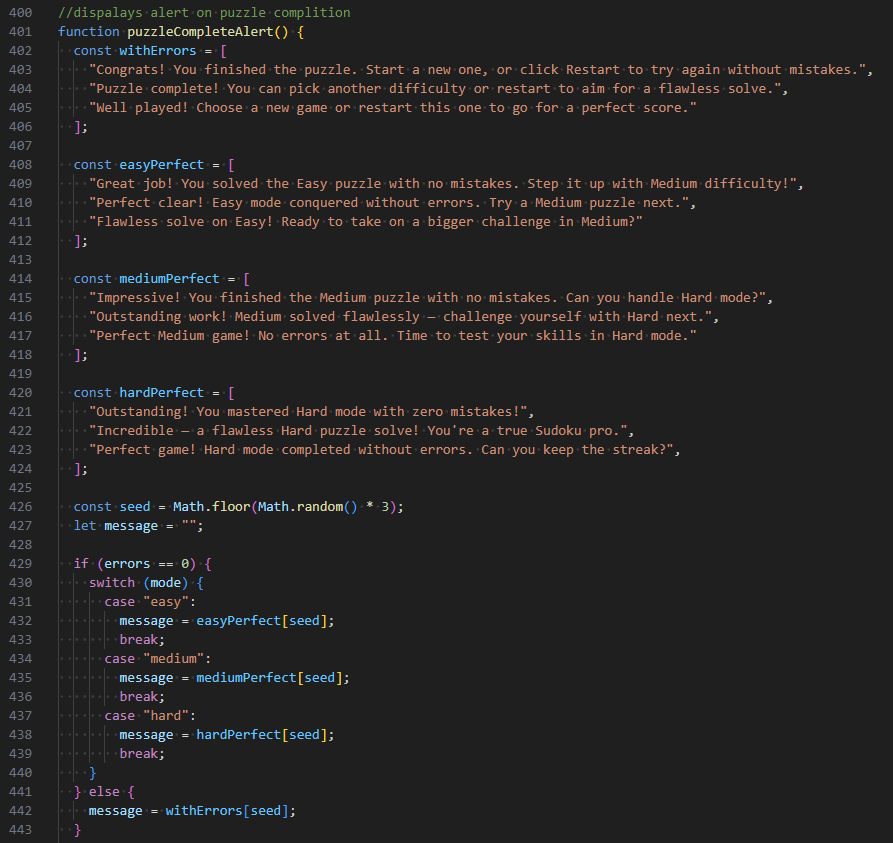 400 //dispalays alert on puzzle complition
401 function puzzleCompleteAlert() {
402   const withErrors = [
403     "Congrats! You finished the puzzle. Start a new one, or click Restart to try again without mistakes.",
404     "Puzzle complete! You can pick another difficulty or restart to aim for a flawless solve.",
405     "Well played! Choose a new game or restart this one to go for a perfect score."
406   ];
407
408   const easyPerfect = [
409     "Great job! You solved the Easy puzzle with no mistakes. Step it up with Medium difficulty!",
410     "Perfect clear! Easy mode conquered without errors. Try a Medium puzzle next.",
411     "Flawless solve on Easy! Ready to take on a bigger challenge in Medium?"
412   ];
413
414   const mediumPerfect = [
415     "Impressive! You finished the Medium puzzle with no mistakes. Can you handle Hard mode?",
416     "Outstanding work! Medium solved flawlessly — challenge yourself with Hard next.",
417     "Perfect Medium game! No errors at all. Time to test your skills in Hard mode."
418   ];
419
420   const hardPerfect = [
421     "Outstanding! You mastered Hard mode with zero mistakes!",
422     "Incredible — a flawless Hard puzzle solve! You're a true Sudoku pro.",
423     "Perfect game! Hard mode completed without errors. Can you keep the streak?",
424   ];
425
426   const seed = Math.floor(Math.random() * 3);
427   let message = "";
428
429   if (errors == 0) {
430     switch (mode) {
431       case "easy":
432         message = easyPerfect[seed];
433         break;
434       case "medium":
435         message = mediumPerfect[seed];
436         break;
437       case "hard":
438         message = hardPerfect[seed];
439         break;
440     }
441   } else {
442     message = withErrors[seed];
443   }